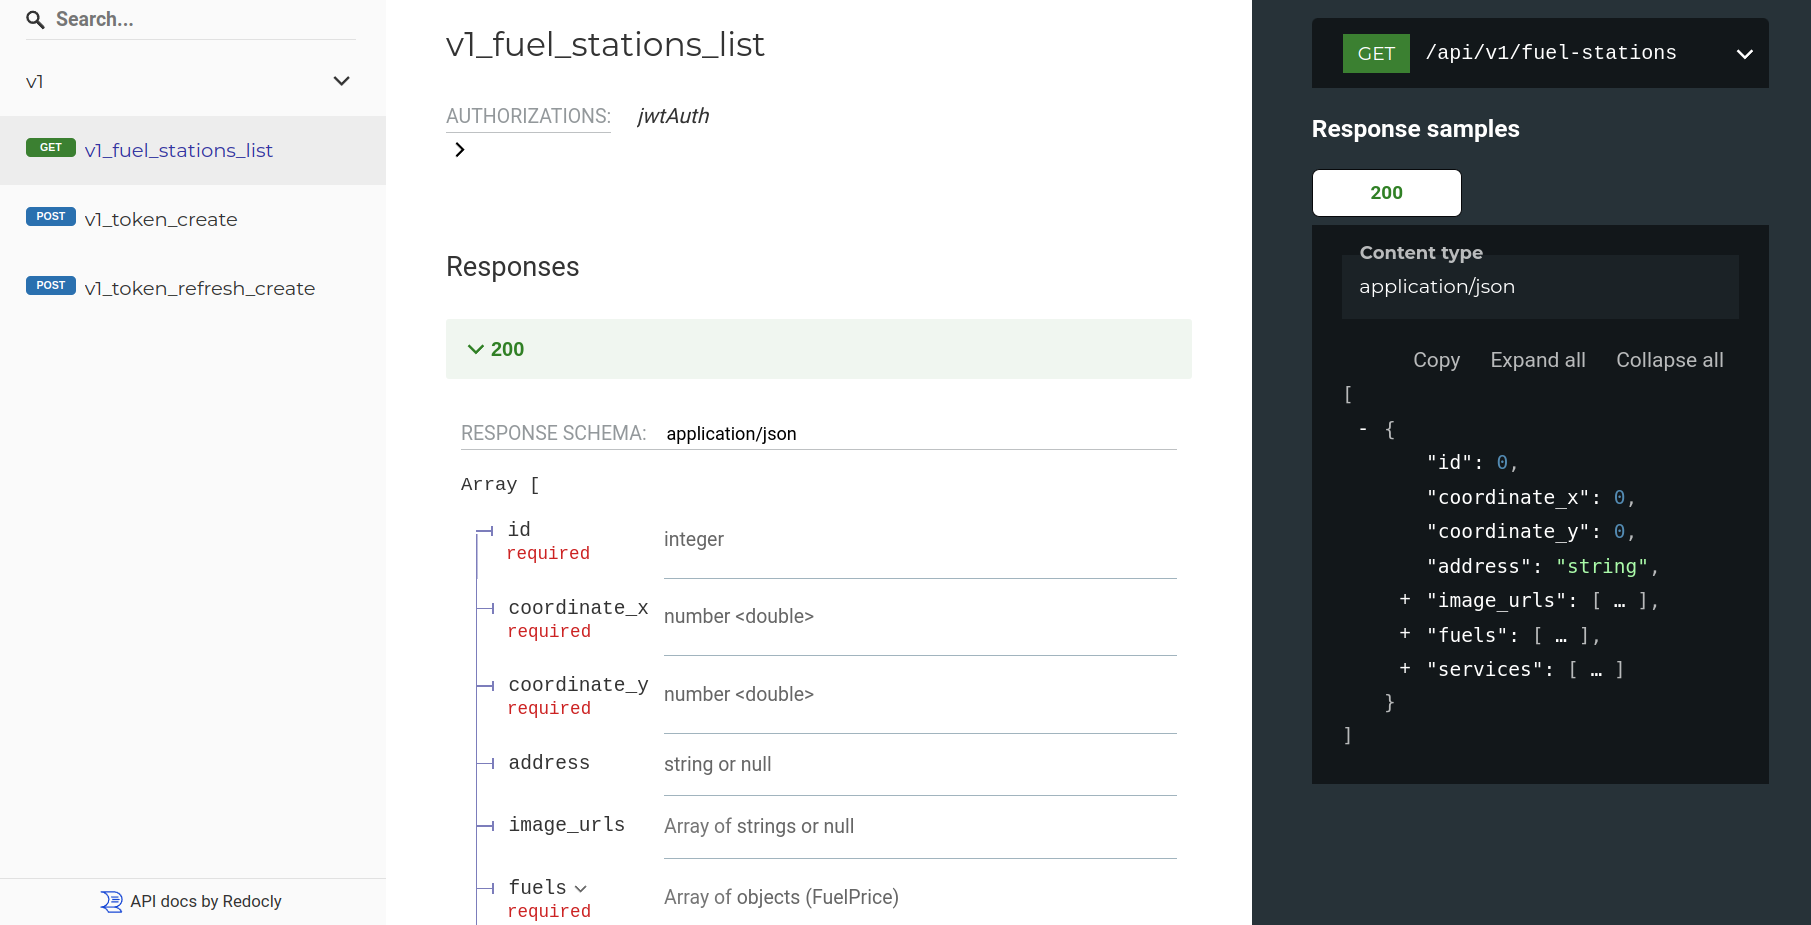 Search...
v1
GET v1_fuel_stations_list
POST v1_token_create
POST v1_token_refresh_create
API docs by Redocly
v1_fuel_stations_list
AUTHORIZATIONS: jwtAuth
Responses
200
RESPONSE SCHEMA: application/json
Array [
id
required
integer
coordinate_x
required
number <double>
coordinate_y
required
number <double>
address
string or null
image_urls
Array of strings or null
fuels
required
Array of objects (FuelPrice)
GET /api/v1/fuel-stations
Response samples
200
Content type
application/json
Copy Expand all Collapse all
[
- {
"id": 0,
"coordinate_x": 0,
"coordinate_y": 0,
"address": "string",
+ "image_urls": [ … ],
+ "fuels": [ … ],
+ "services": [ … ]
}
]